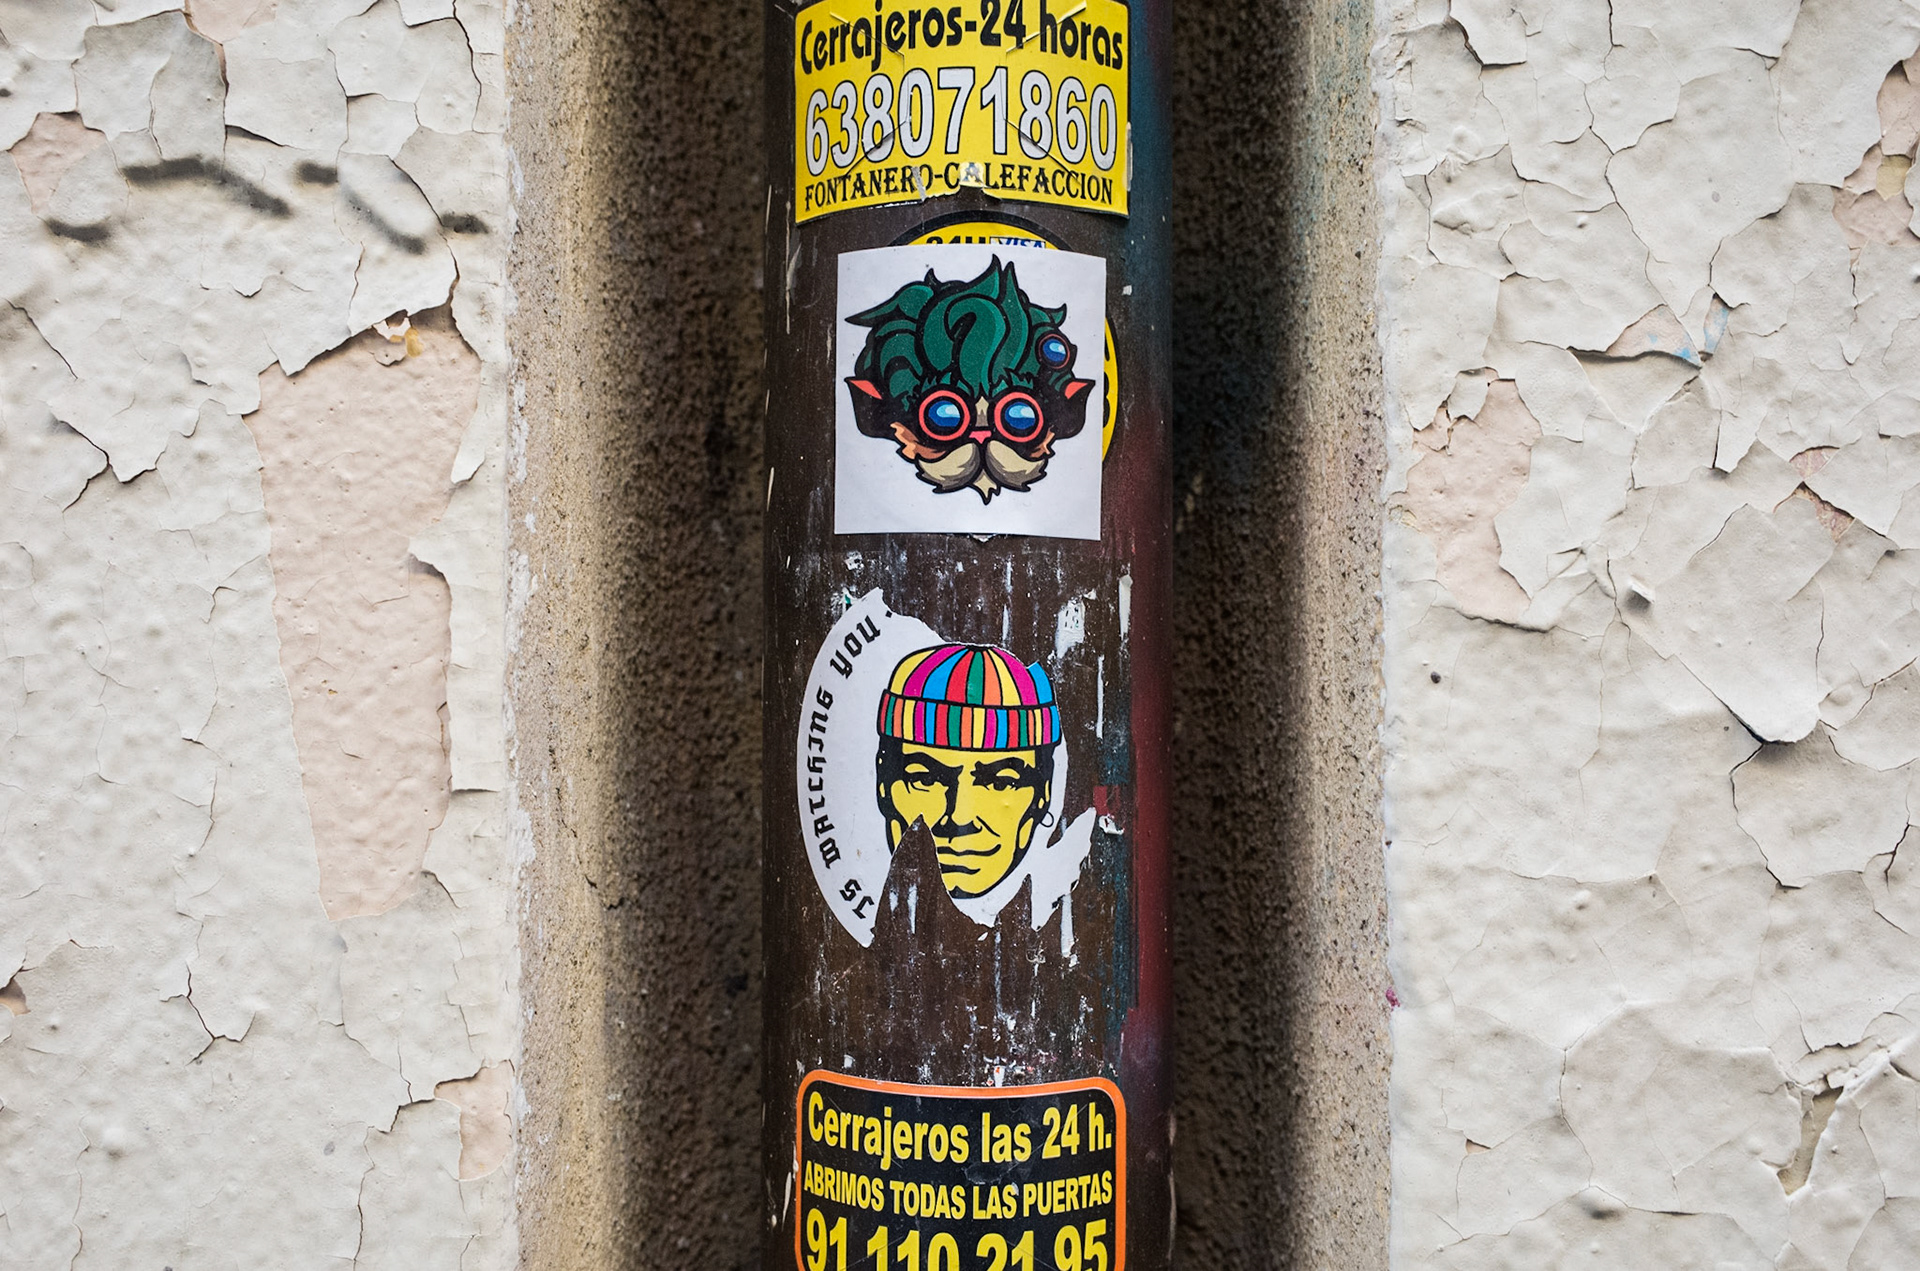 Cerrajeros-24 horas
638071860
FONTANERO-CALEFACCION
24H VISA
IS WATCHING YOU.
Cerrajeros las 24 h.
ABRIMOS TODAS LAS PUERTAS
91 110 21 95